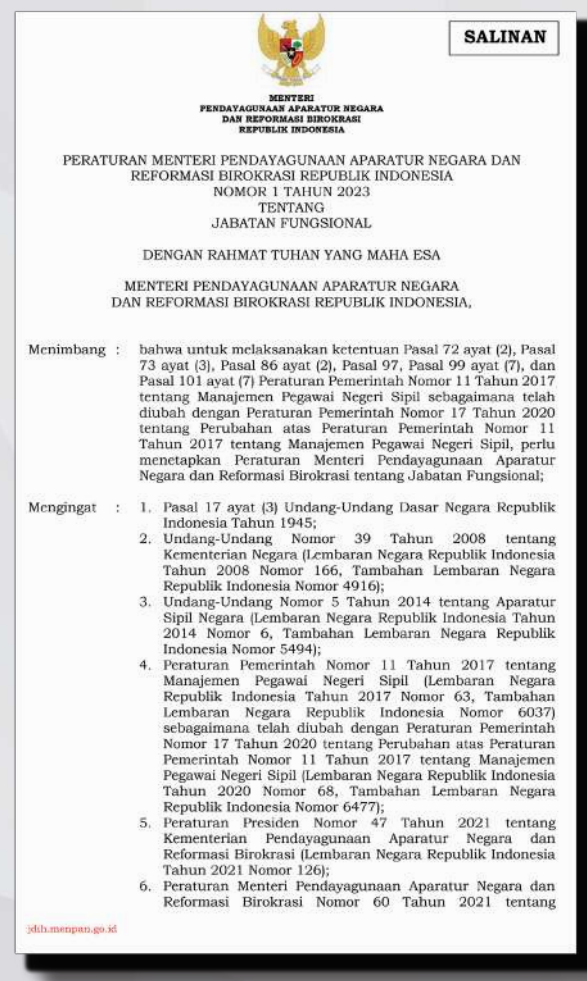 SALINAN
MENTERI
PENDAYAGUNAAN APARATUR NEGARA
DAN REFORMASI BIROKRASI
REPUBLIK INDONESIA
PERATURAN MENTERI PENDAYAGUNAAN APARATUR NEGARA DAN
REFORMASI BIROKRASI REPUBLIK INDONESIA
NOMOR 1 TAHUN 2023
TENTANG
JABATAN FUNGSIONAL
DENGAN RAHMAT TUHAN YANG MAHA ESA
MENTERI PENDAYAGUNAAN APARATUR NEGARA
DAN REFORMASI BIROKRASI REPUBLIK INDONESIA,
Menimbang : bahwa untuk melaksanakan ketentuan Pasal 72 ayat (2), Pasal
73 ayat (3), Pasal 86 ayat (2), Pasal 97, Pasal 99 ayat (7), dan
Pasal 101 ayat (7) Peraturan Pemerintah Nomor 11 Tahun 2017
tentang Manajemen Pegawai Negeri Sipil sebagaimana telah
diubah dengan Peraturan Pemerintah Nomor 17 Tahun 2020
tentang Perubahan atas Peraturan Pemerintah Nomor 11
Tahun 2017 tentang Manajemen Pegawai Negeri Sipil, perlu
menetapkan Peraturan Menteri Pendayagunaan Aparatur
Negara dan Reformasi Birokrasi tentang Jabatan Fungsional;
Mengingat : 1. Pasal 17 ayat (3) Undang-Undang Dasar Negara Republik
Indonesia Tahun 1945;
2. Undang-Undang Nomor 39 Tahun 2008 tentang
Kementerian Negara (Lembaran Negara Republik Indonesia
Tahun 2008 Nomor 166, Tambahan Lembaran Negara
Republik Indonesia Nomor 4916);
3. Undang-Undang Nomor 5 Tahun 2014 tentang Aparatur
Sipil Negara (Lembaran Negara Republik Indonesia Tahun
2014 Nomor 6, Tambahan Lembaran Negara Republik
Indonesia Nomor 5494);
4. Peraturan Pemerintah Nomor 11 Tahun 2017 tentang
Manajemen Pegawai Negeri Sipil (Lembaran Negara
Republik Indonesia Tahun 2017 Nomor 63, Tambahan
Lembaran Negara Republik Indonesia Nomor 6037)
sebagaimana telah diubah dengan Peraturan Pemerintah
Nomor 17 Tahun 2020 tentang Perubahan atas Peraturan
Pemerintah Nomor 11 Tahun 2017 tentang Manajemen
Pegawai Negeri Sipil (Lembaran Negara Republik Indonesia
Tahun 2020 Nomor 68, Tambahan Lembaran Negara
Republik Indonesia Nomor 6477);
5. Peraturan Presiden Nomor 47 Tahun 2021 tentang
Kementerian Pendayagunaan Aparatur Negara dan
Reformasi Birokrasi (Lembaran Negara Republik Indonesia
Tahun 2021 Nomor 126);
6. Peraturan Menteri Pendayagunaan Aparatur Negara dan
Reformasi Birokrasi Nomor 60 Tahun 2021 tentang
jdih.menpan.go.id